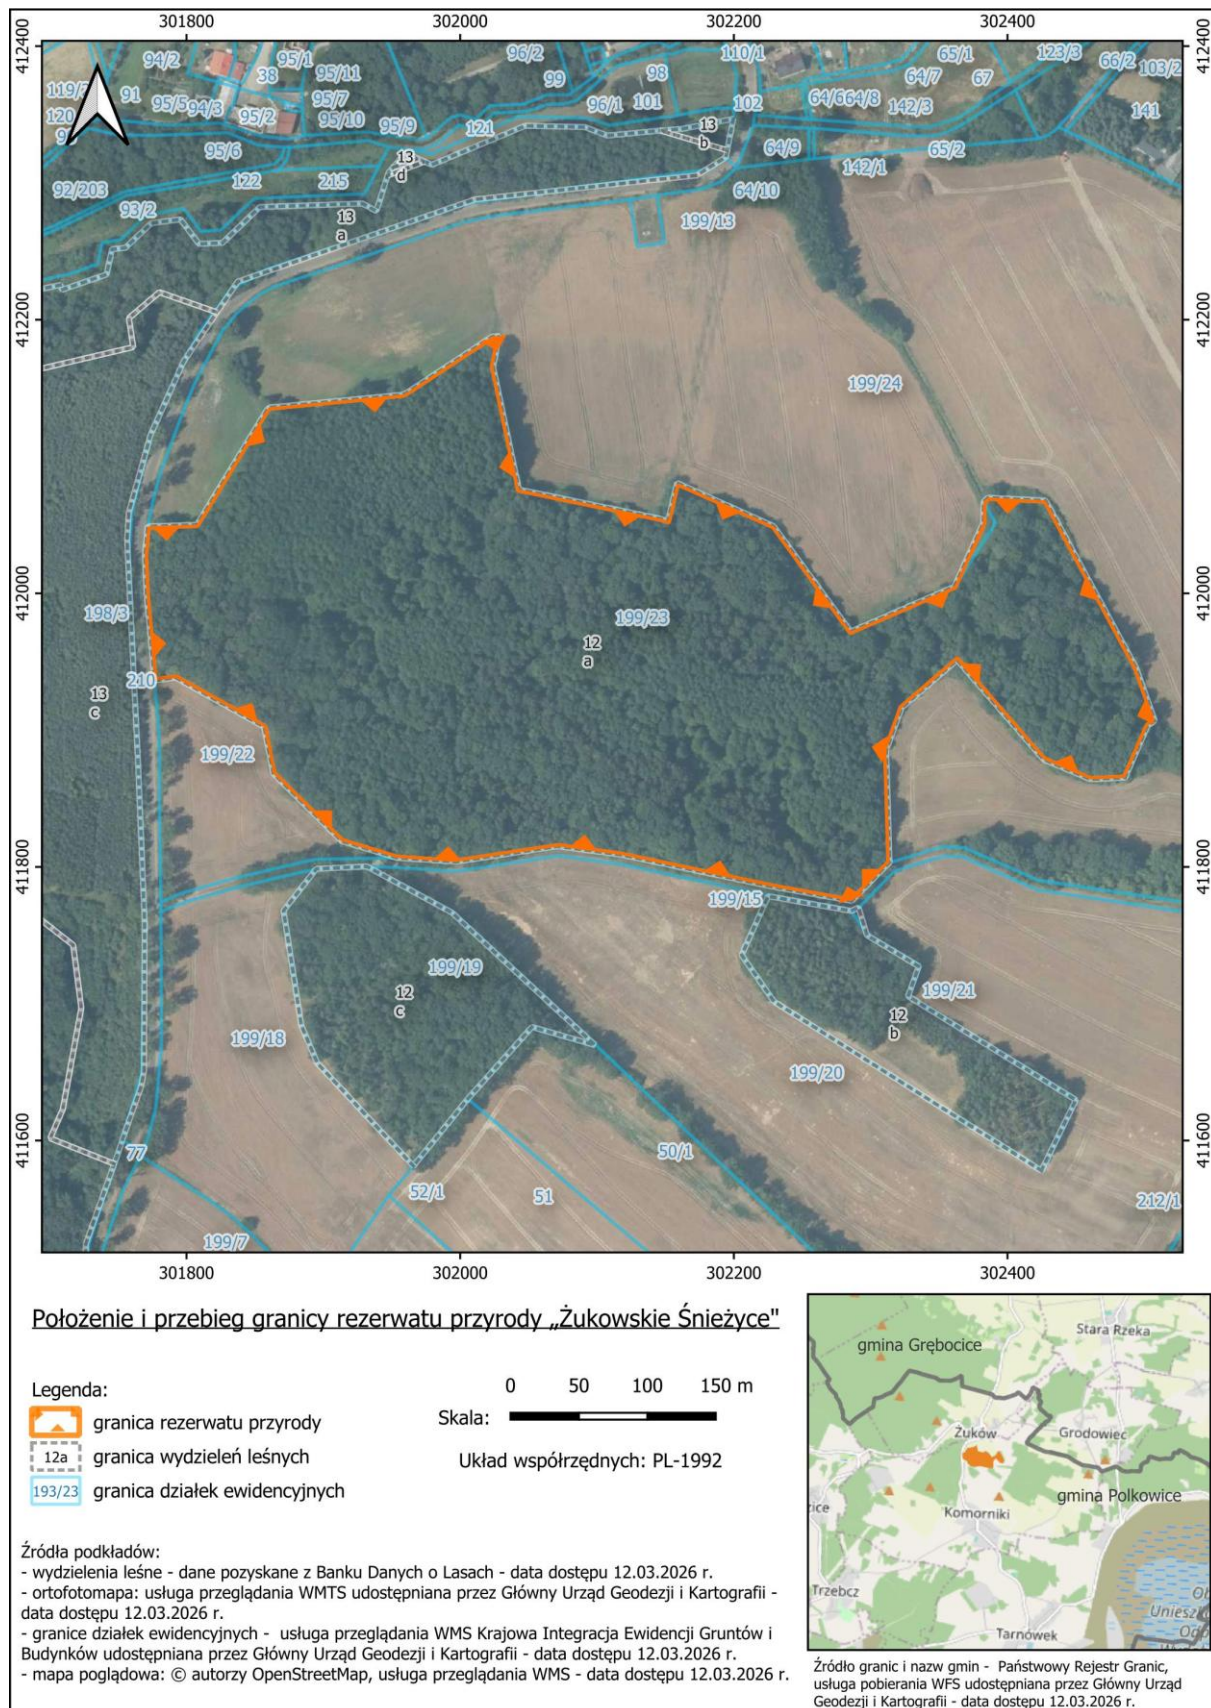 301800 302000 302200 302400
412400 412400
94/2 95/1 96/2 110/1 65/1 123/3
38 95/11 99 98 64/7 67 66/2 103/2
91 95/5 94/3 95/7 96/1 101 102 64/6 64/8 142/3 141
120 95/2 95/10 95/9 121
13
b
95/6 13
d
64/9 65/2
142/1
92/203 122 215 64/10
93/2 13
a
199/13
412200 412200
199/24
412000 412000
198/3 199/23
12
a
210
13
c
199/22
411800 411800
199/15
199/19
12
c
199/21
12
b
199/18 199/20
411600 411600
77 50/1
52/1 51 212/1
199/7
301800 302000 302200 302400
Położenie i przebieg granicy rezerwatu przyrody „Żukowskie Śnieżyce"
Legenda:
granica rezerwatu przyrody
12a granica wydzieleń leśnych
193/23 granica działek ewidencyjnych
0 50 100 150 m
Skala:
Układ współrzędnych: PL-1992
Źródła podkładów:
- wydzielenia leśne - dane pozyskane z Banku Danych o Lasach - data dostępu 12.03.2026 r.
- ortofotomapa: usługa przeglądania WMTS udostępniana przez Główny Urząd Geodezji i Kartografii -
data dostępu 12.03.2026 r.
- granice działek ewidencyjnych - usługa przeglądania WMS Krajowa Integracja Ewidencji Gruntów i
Budynków udostępniana przez Główny Urząd Geodezji i Kartografii - data dostępu 12.03.2026 r.
- mapa poglądowa: © autorzy OpenStreetMap, usługa przeglądania WMS - data dostępu 12.03.2026 r.
Stara Rzeka
gmina Grębocice
Żuków
Grodowiec
gmina Polkowice
Komorniki
Trzebcz
Tarnówek
Źródło granic i nazw gmin - Państwowy Rejestr Granic,
usługa pobierania WFS udostępniana przez Główny Urząd
Geodezji i Kartografii - data dostępu 12.03.2026 r.